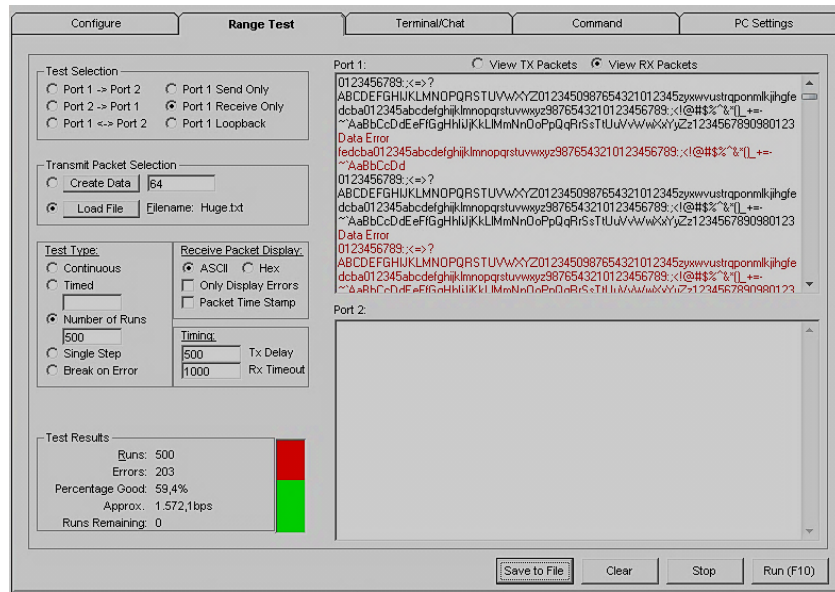 Configure
Range Test
Terminal/Chat
Command
PC Settings
Test Selection
Port 1 -> Port 2
Port 1 Send Only
Port 2 -> Port 1
Port 1 Receive Only
Port 1 <-> Port 2
Port 1 Loopback
Transmit Packet Selection
Create Data 64
Load File Filename: Huge.txt
Test Type:
Continuous
Timed
Number of Runs
500
Single Step
Break on Error
Receive Packet Display:
ASCII Hex
Only Display Errors
Packet Time Stamp
Timing:
500 Tx Delay
1000 Rx Timeout
Test Results
Runs: 500
Errors: 203
Percentage Good: 59,4%
Approx. 1.572,1bps
Runs Remaining: 0
Port 1: View TX Packets View RX Packets
0123456789:;<=>?
ABCDEFGHIJKLMNOPQRSTUVWXYZ012345098765432101 2345zyxwvustrqponmlkjihgfe
dcba012345abcdefghijklmnopqrstuvwxyz9876543210123456789:;<!@#$%^&*()_+=-
~`AaBbCcDdEeFfGgHhIiJjKkLlMmNnOoPpQqRrSsTtUuVvWwXxYyZz1234567890980123
Data Error
fedcba012345abcdefghijklmnopqrstuvwxyz9876543210123456789:;<!@#$%^&*()_+=-
~`AaBbCcDd
0123456789:;<=>?
ABCDEFGHIJKLMNOPQRSTUVWXYZ0123450987654321012345zyxwvustrqponmlkjihgfe
dcba012345abcdefghijklmnopqrstuvwxyz9876543210123456789:;<!@#$%^&*()_+=-
~`AaBbCcDdEeFfGgHhIiJjKkLlMmNnOoPpQqRrSsTtUuVvWwXxYyZz1234567890980123
Data Error
0123456789:;<=>?
ABCDEFGHIJKLMNOPQRSTUVWXYZ0123450987654321012345zyxwvustrqponmlkjihgfe
dcba012345abcdefghijklmnopqrstuvwxyz9876543210123456789:;<!@#$%^&*()_+=-
~`AaBbCcDdEeFfGgHhIiJjKkLlMmNnOoPpQqRrSsTtUuVvWwXxYyZz1234567890980123
Port 2:
Save to File
Clear
Stop
Run (F10)